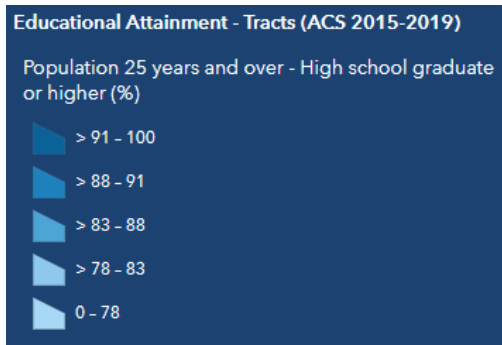 Educational Attainment - Tracts (ACS 2015-2019)
Population 25 years and over - High school graduate
or higher (%)
> 91 – 100
> 88 – 91
> 83 – 88
> 78 – 83
0 – 78